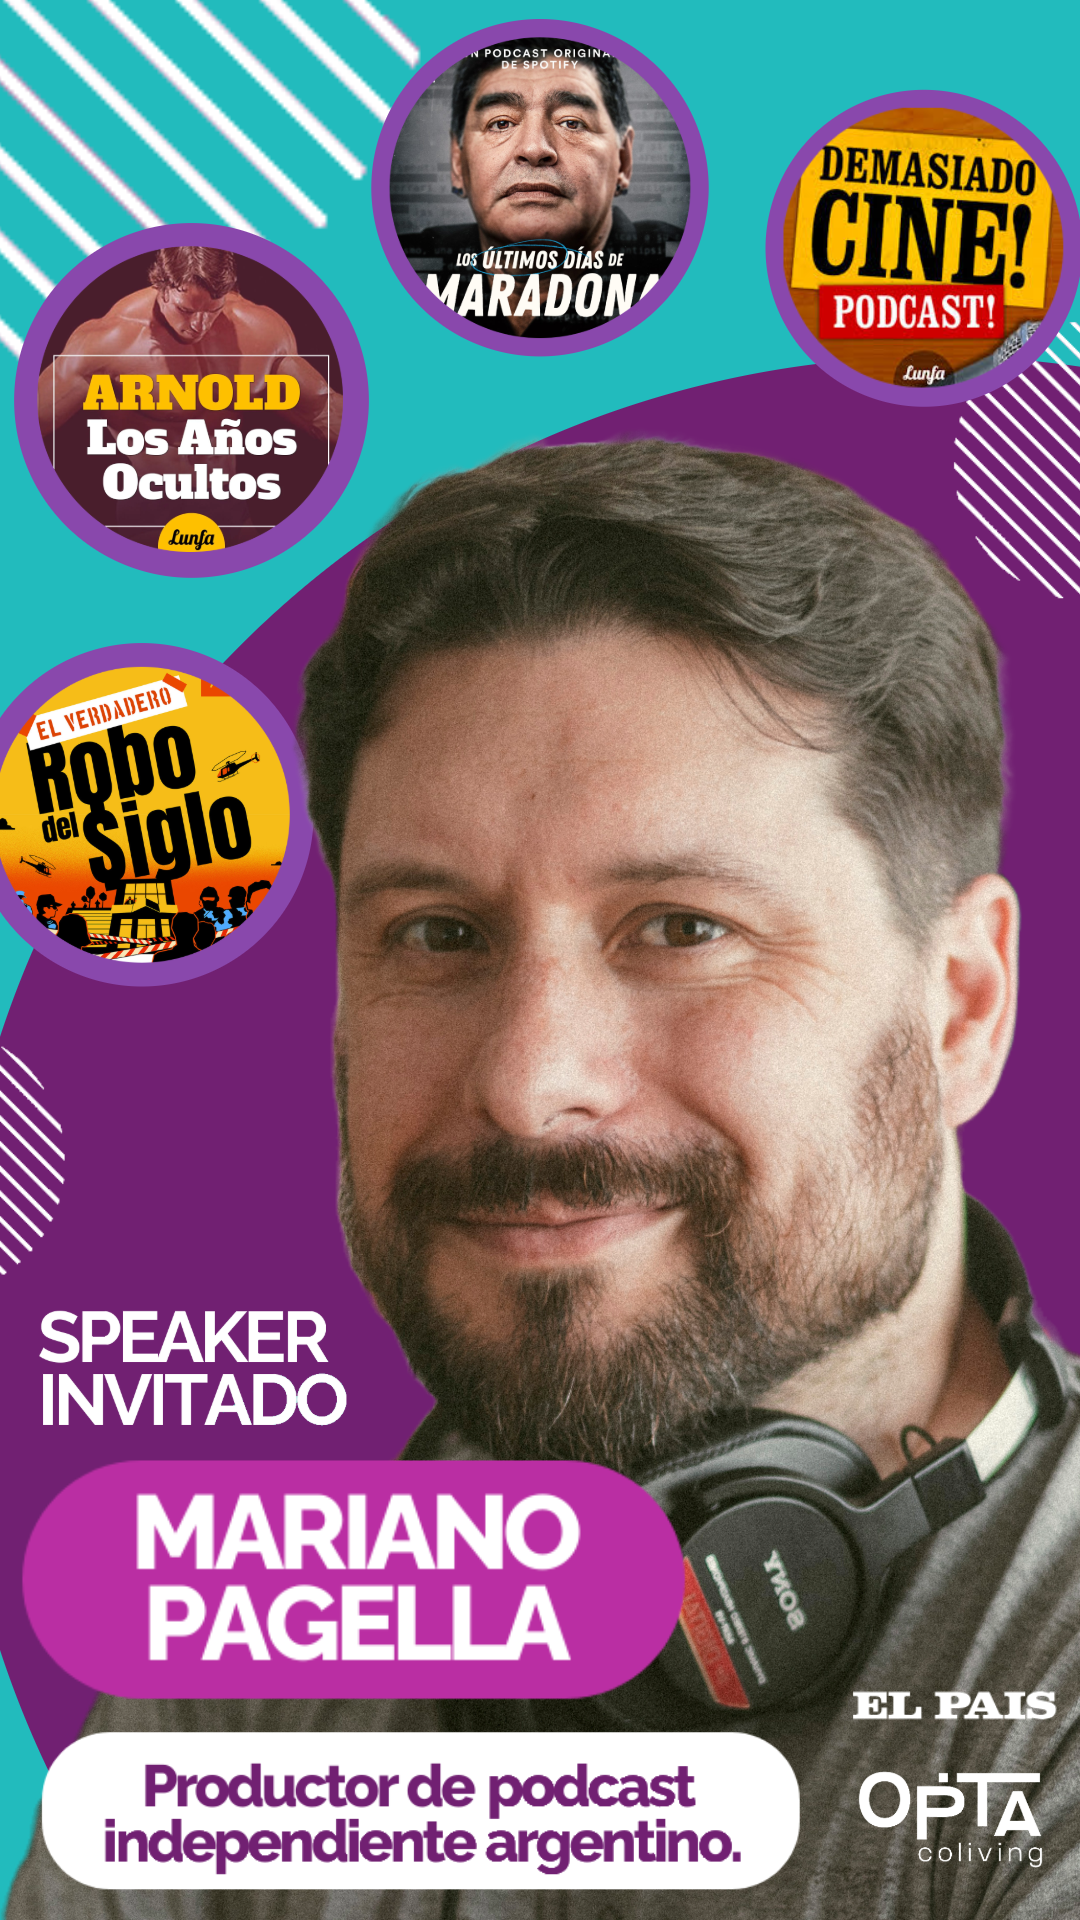 N PODCAST ORIGINA
DE SPOTIFY
LOS ÚLTIMOS DÍAS DE
MARADONA
DEMASIADO
CINE!
PODCAST!
Lunfa
ARNOLD
Los Años
Ocultos
Lunfa
EL VERDADERO
Robo
del Siglo
SPEAKER
INVITADO
MARIANO
PAGELLA
SONY
Productor de podcast
independiente argentino.
EL PAIS
OPTA
coliving